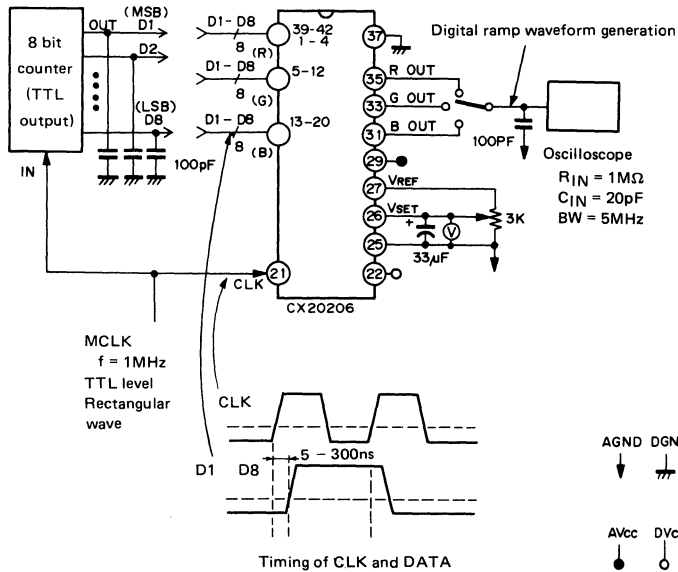 8 bit
counter
(TTL
output)
OUT
(MSB)
D1
D2
(LSB)
D8
100pF
IN
D1-D8
8
(R)
39-42
1-4
D1-D8
8
(G)
5-12
D1-D8
8
(B)
13-20
21
CLK
CX20206
37
35
R OUT
33
G OUT
31
B OUT
29
27
VREF
26
VSET
25
22
+
33µF
V
3K
Digital ramp waveform generation
100PF
Oscilloscope
RIN = 1MΩ
CIN = 20pF
BW = 5MHz
MCLK
f = 1MHz
TTL level
Rectangular
wave
CLK
5 – 300ns
D1 D8
Timing of CLK and DATA
AGND DGN
AVcc DVc